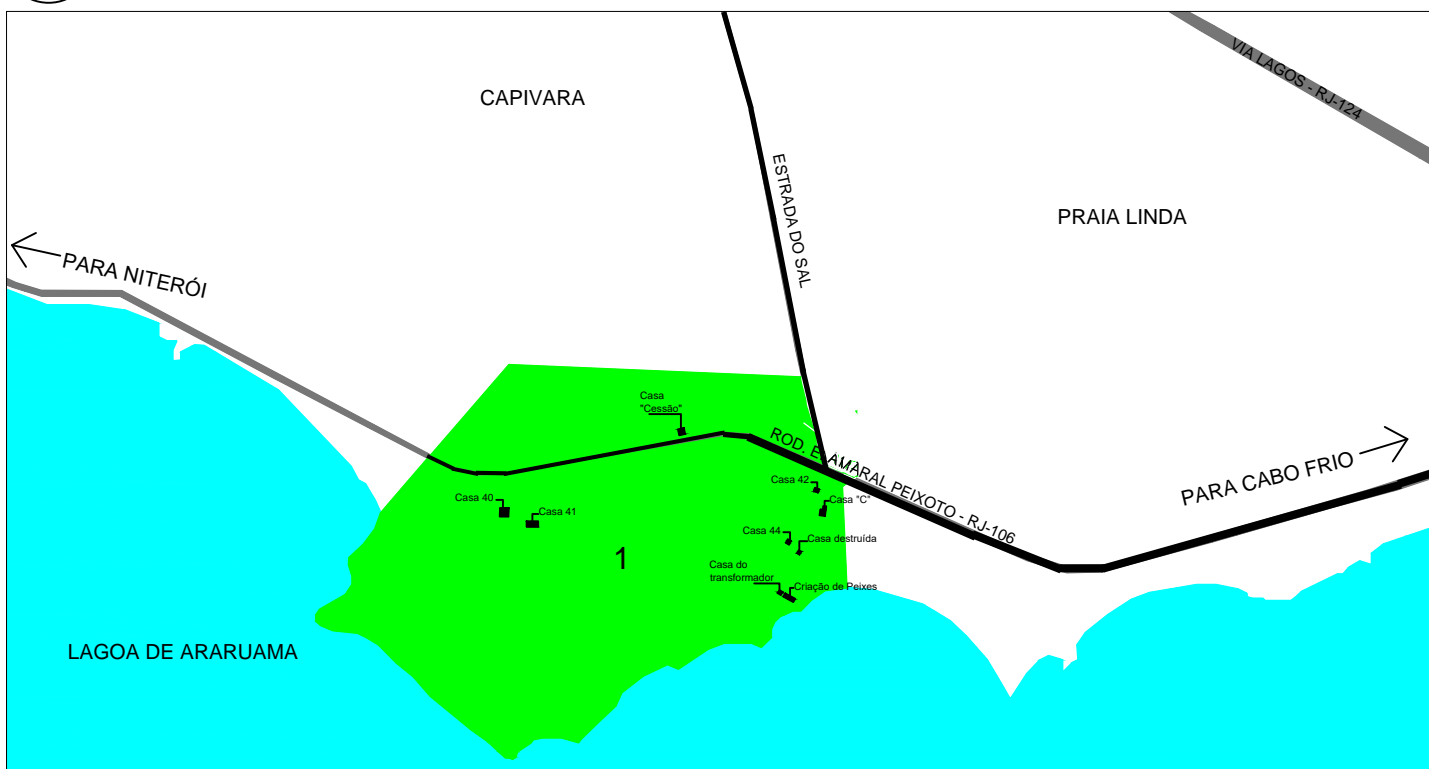 VIA LAGOS - RJ-124
CAPIVARA
ESTRADA DO SAL
PRAIA LINDA
PARA NITERÓI
Casa
"Cessão"
ROD. E. AMARAL PEIXOTO - RJ-106
PARA CABO FRIO
Casa 40
Casa 41
Casa 42
Casa "C"
Casa 44
Casa destruída
1
Casa do
transformador
Criação de Peixes
LAGOA DE ARARUAMA